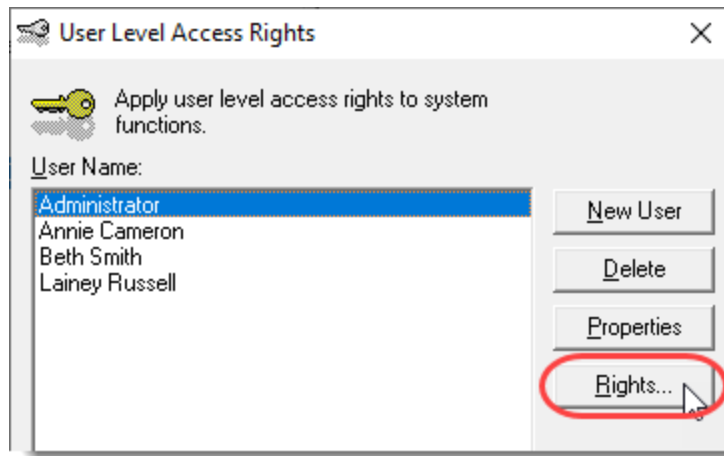 User Level Access Rights
Apply user level access rights to system
functions.
User Name:
Administrator
Annie Cameron
Beth Smith
Lainey Russell
New User
Delete
Properties
Rights...